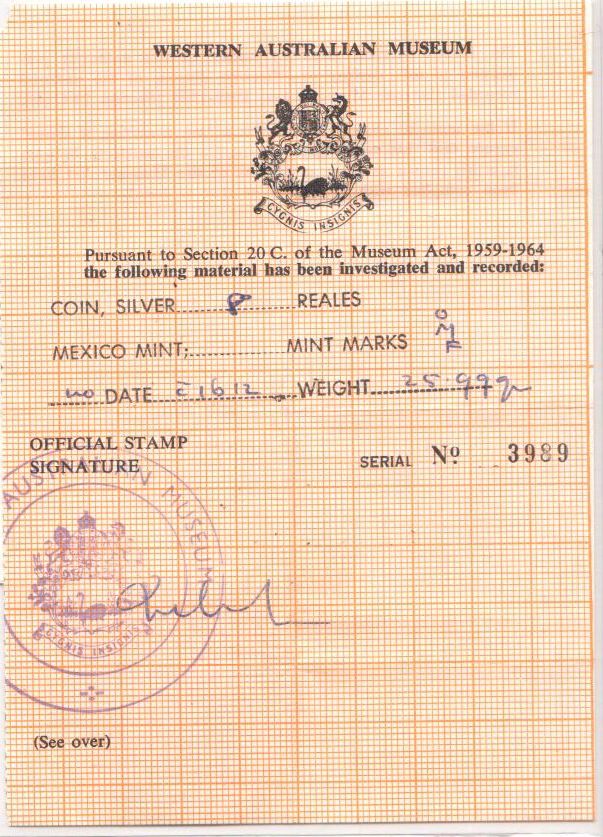 WESTERN AUSTRALIAN MUSEUM
CYGNIS INSIGNIS
Pursuant to Section 20 C. of the Museum Act, 1959-1964
the following material has been investigated and recorded:
COIN, SILVER 8 REALES
MEXICO MINT; MINT MARKS OMF
no DATE c1612 WEIGHT 25.99g
OFFICIAL STAMP
SIGNATURE
SERIAL No 3989
AUSTRALIAN MUSEUM
CYGNIS INSIGNIS
(See over)